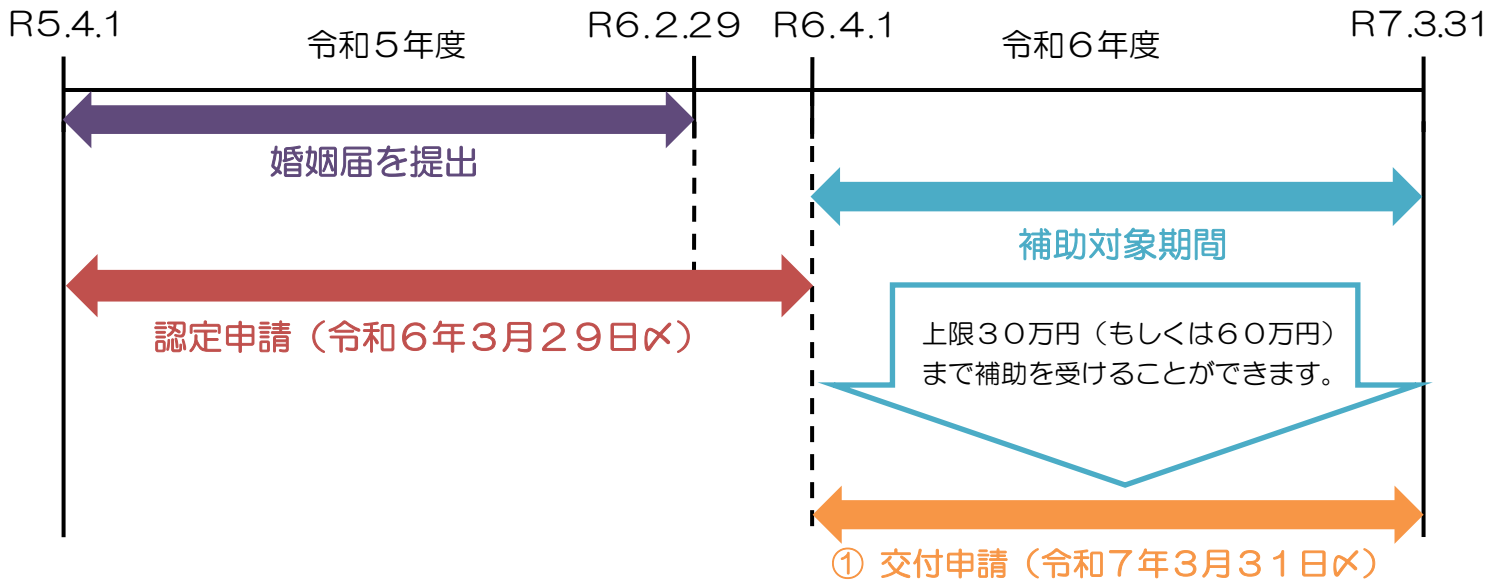 R5.4.1
令和５年度
R6.2.29
R6.4.1
令和６年度
R7.3.31
婚姻届を提出
補助対象期間
認定申請（令和６年３月２９日〆）
上限３０万円（もしくは６０万円）
まで補助を受けることができます。
① 交付申請（令和７年３月３１日〆）